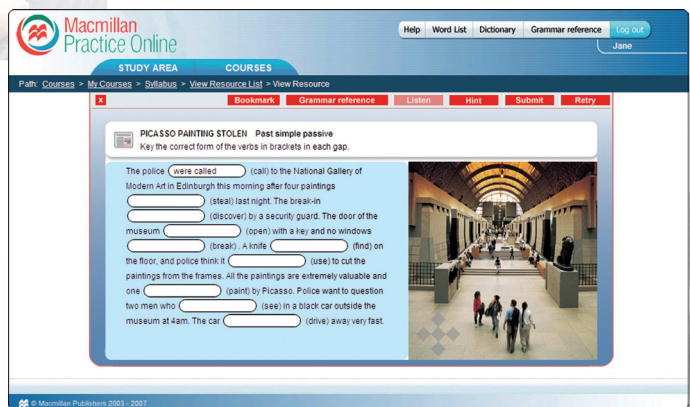 Macmillan
Practice Online
Help Word List Dictionary Grammar reference Log out
Jane
STUDY AREA COURSES
Path: Courses > My Courses > Syllabus > View Resource List > View Resource
x Bookmark Grammar reference Listen Hint Submit Retry
PICASSO PAINTING STOLEN Past simple passive
Key the correct form of the verbs in brackets in each gap.
The police were called (call) to the National Gallery of
Modern Art in Edinburgh this morning after four paintings
(steal) last night. The break-in
(discover) by a security guard. The door of the
museum (open) with a key and no windows
(break). A knife (find) on
the floor, and police think it (use) to cut the
paintings from the frames. All the paintings are extremely valuable and
one (paint) by Picasso. Police want to question
two men who (see) in a black car outside the
museum at 4am. The car (drive) away very fast.
© Macmillan Publishers 2003 - 2007